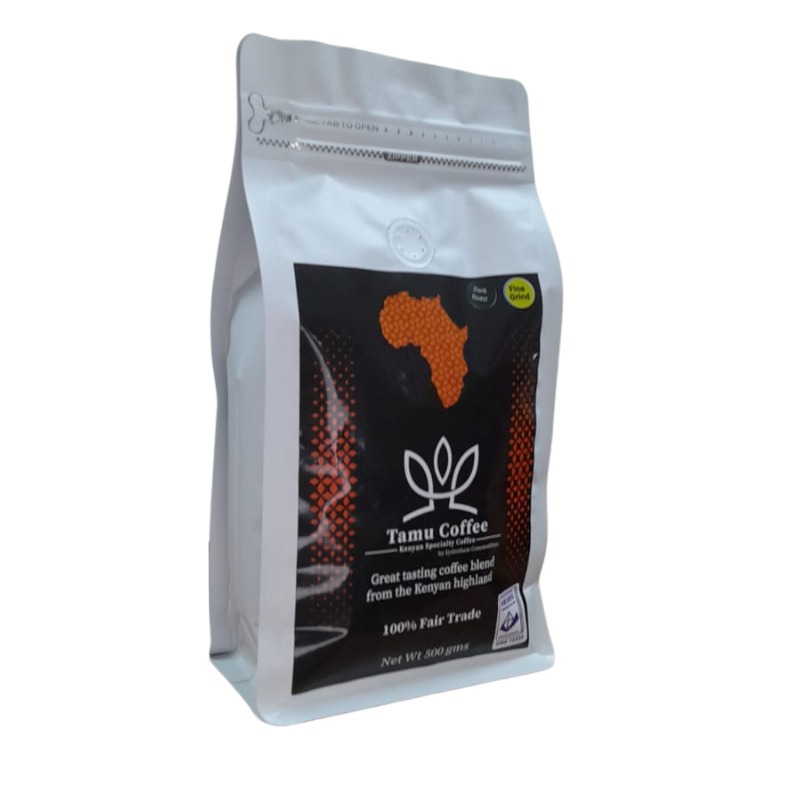 TAB TO OPEN
ZIPPER
Dark
Roast
Fine
Grind
Tamu Coffee
Kenyan Specialty Coffee
Great tasting coffee blend
from the Kenyan highland
100% Fair Trade
Net Wt 500 gms